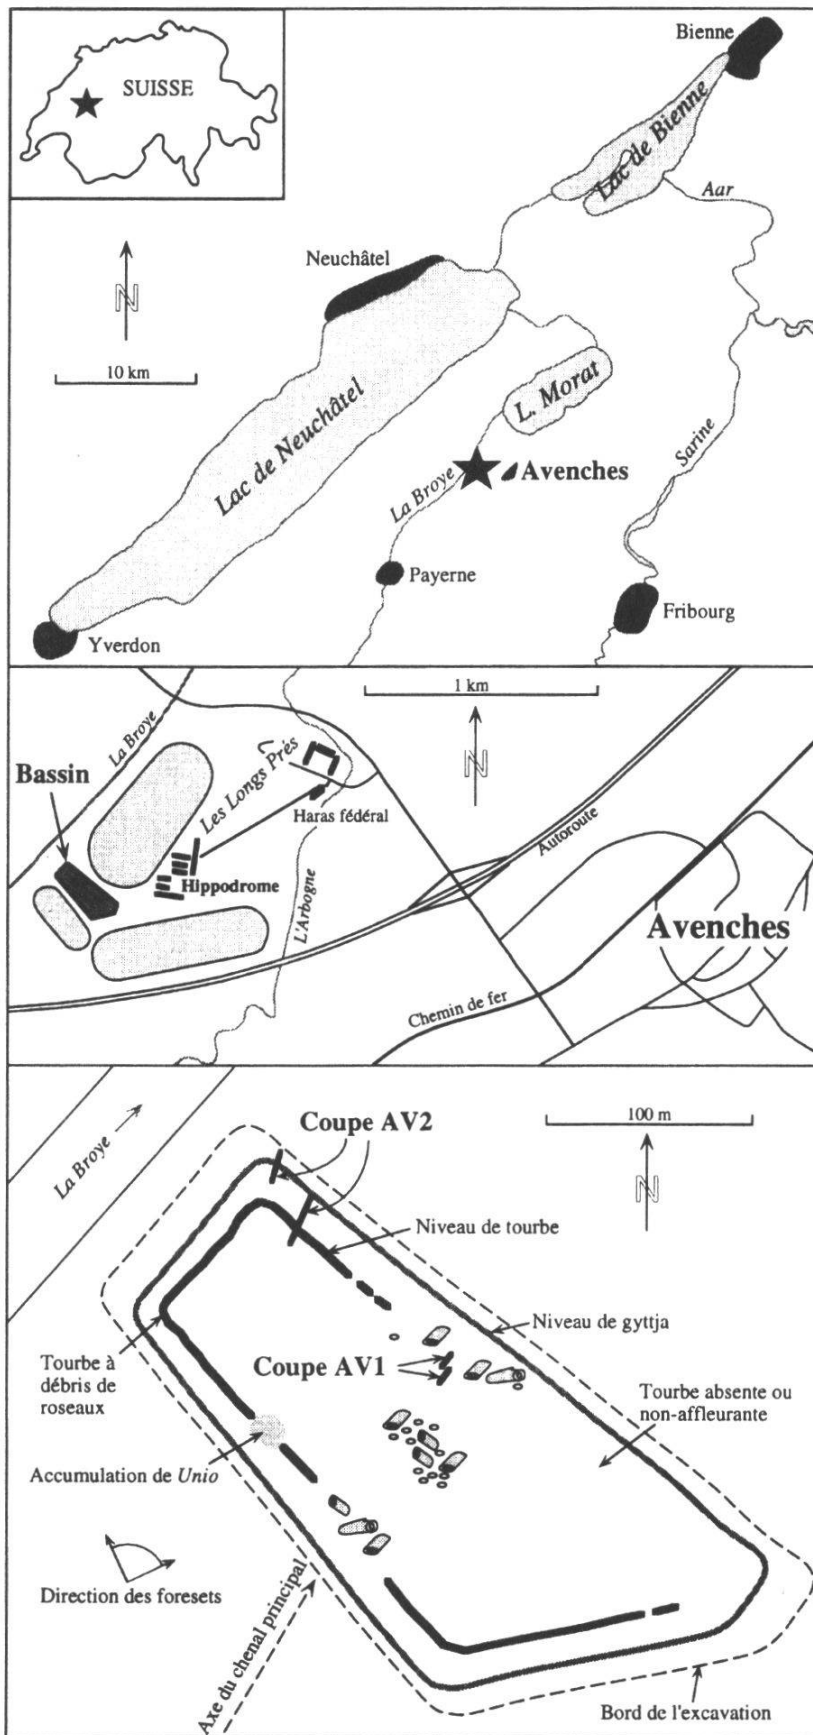 SUISSE
Bienne
Lac de Bienne
Aar
Neuchâtel
N
10 km
L. Morat
Lac de Neuchâtel
Sarine
La Broye
Avenches
Payerne
Fribourg
Yverdon
1 km
La Broye
N
Bassin
Les Longs Prés
Haras fédéral
Autoroute
Hippodrome
L'Arbogne
Avenches
Chemin de fer
Coupe AV2
100 m
La Broye
N
Niveau de tourbe
Niveau de gyttja
Tourbe à
débris de
roseaux
Coupe AV1
Tourbe absente ou
non-affleurante
Accumulation de Unio
Direction des foresets
Axe du chenal principal
Bord de l'excavation